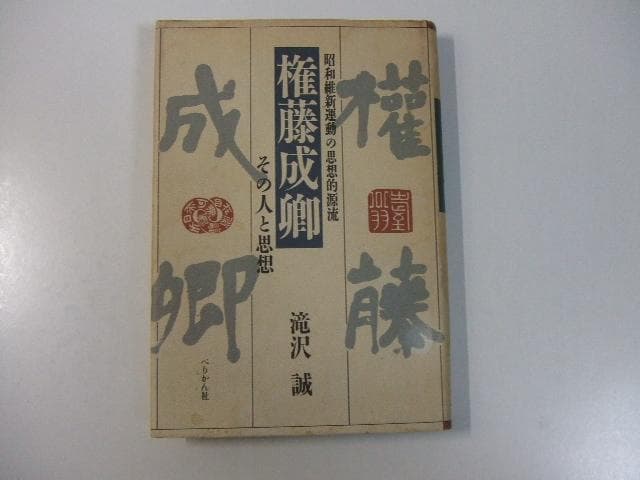 權藤
成卿
昭和維新運動の思想的源流
権藤成卿
その人と思想
滝沢 誠
ぺりかん社